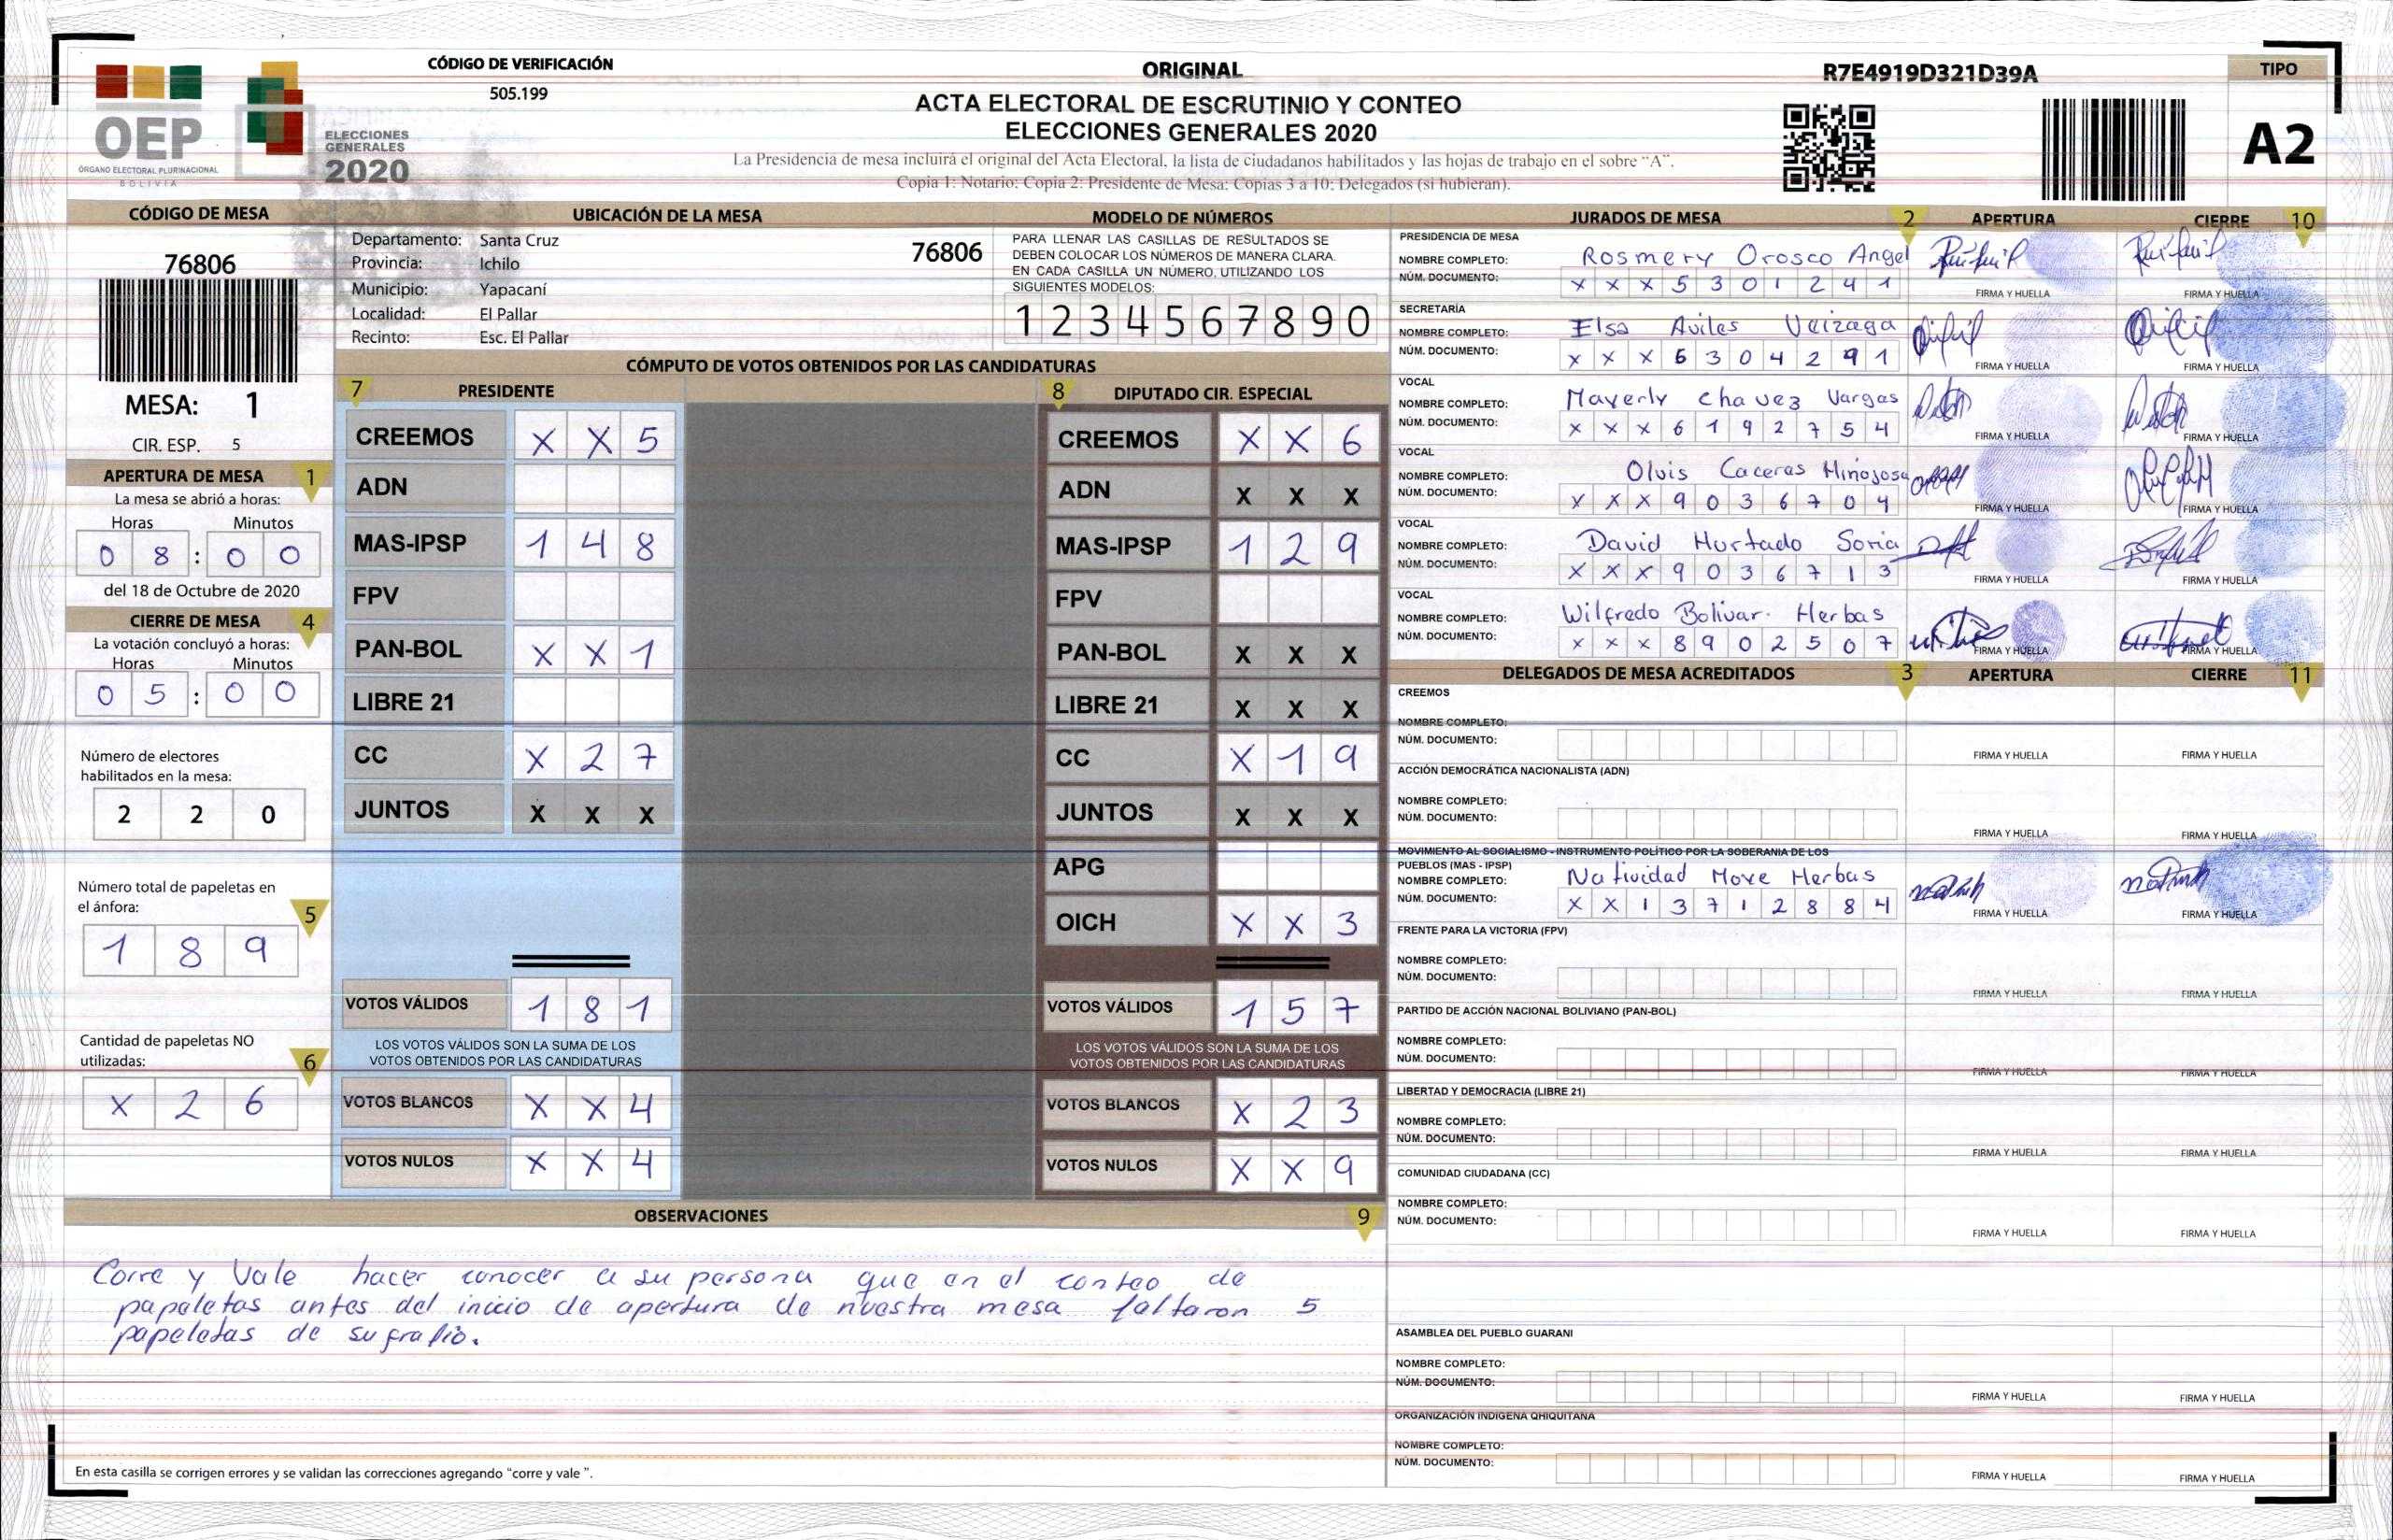 CÓDIGO DE VERIFICACIÓN
505.199
OEP
ÓRGANO ELECTORAL PLURINACIONAL
BOLIVIA
ELECCIONES
GENERALES
2020
ORIGINAL
ACTA ELECTORAL DE ESCRUTINIO Y CONTEO
ELECCIONES GENERALES 2020
La Presidencia de mesa incluirá el original del Acta Electoral, la lista de ciudadanos habilitados y las hojas de trabajo en el sobre “A”.
Copia 1: Notario; Copia 2: Presidente de Mesa; Copias 3 a 10: Delegados (si hubieran).
R7E4919D321D39A
TIPO
A2
CÓDIGO DE MESA
76806
MESA: 1
CIR. ESP. 5
APERTURA DE MESA 1
La mesa se abrió a horas:
Horas Minutos
0 8 : 0 0
del 18 de Octubre de 2020
CIERRE DE MESA 4
La votación concluyó a horas:
Horas Minutos
0 5 : 0 0
Número de electores
habilitados en la mesa:
2 2 0
Número total de papeletas en
el ánfora:
5
1 8 9
Cantidad de papeletas NO
utilizadas:
6
X 2 6
UBICACIÓN DE LA MESA
Departamento: Santa Cruz
76806
Provincia: Ichilo
Municipio: Yapacaní
Localidad: El Pallar
Recinto: Esc. El Pallar
MODELO DE NÚMEROS
PARA LLENAR LAS CASILLAS DE RESULTADOS SE
DEBEN COLOCAR LOS NÚMEROS DE MANERA CLARA.
EN CADA CASILLA UN NÚMERO, UTILIZANDO LOS
SIGUIENTES MODELOS:
1 2 3 4 5 6 7 8 9 0
CÓMPUTO DE VOTOS OBTENIDOS POR LAS CANDIDATURAS
7 PRESIDENTE
CREEMOS X X 5
ADN
MAS-IPSP 1 4 8
FPV
PAN-BOL X X 1
LIBRE 21
CC X 2 7
JUNTOS X X X
VOTOS VÁLIDOS 1 8 1
LOS VOTOS VÁLIDOS SON LA SUMA DE LOS
VOTOS OBTENIDOS POR LAS CANDIDATURAS
VOTOS BLANCOS X X 4
VOTOS NULOS X X 4
8 DIPUTADO CIR. ESPECIAL
CREEMOS X X 6
ADN X X X
MAS-IPSP 1 2 9
FPV
PAN-BOL X X X
LIBRE 21 X X X
CC X 1 9
JUNTOS X X X
APG
OICH X X 3
VOTOS VÁLIDOS 1 5 7
LOS VOTOS VÁLIDOS SON LA SUMA DE LOS
VOTOS OBTENIDOS POR LAS CANDIDATURAS
VOTOS BLANCOS X 2 3
VOTOS NULOS X X 9
OBSERVACIONES 9
Corre y Vale hacer conocer a su persona que en el conteo de
papeletas antes del inicio de apertura de nuestra mesa faltaron 5
papeletas de sufrafio.
En esta casilla se corrigen errores y se validan las correcciones agregando “corre y vale ”.
JURADOS DE MESA 2 APERTURA CIERRE 10
PRESIDENCIA DE MESA
NOMBRE COMPLETO: Rosmery Orosco Angel
NÚM. DOCUMENTO: X X X 5 3 0 1 2 4 1
FIRMA Y HUELLA FIRMA Y HUELLA
SECRETARÍA
NOMBRE COMPLETO: Elsa Aviles Veizaga
NÚM. DOCUMENTO: X X X 6 3 0 4 2 9 1
FIRMA Y HUELLA FIRMA Y HUELLA
VOCAL
NOMBRE COMPLETO: Mayerly Chavez Vargas
NÚM. DOCUMENTO: X X X 6 1 9 2 7 5 4
FIRMA Y HUELLA FIRMA Y HUELLA
VOCAL
NOMBRE COMPLETO: Olvis Caceras Hinojosa
NÚM. DOCUMENTO: X X X 9 0 3 6 7 0 4
FIRMA Y HUELLA FIRMA Y HUELLA
VOCAL
NOMBRE COMPLETO: David Hurtado Soria
NÚM. DOCUMENTO: X X X 9 0 3 6 7 1 3
FIRMA Y HUELLA FIRMA Y HUELLA
VOCAL
NOMBRE COMPLETO: Wilfredo Bolivar Herbas
NÚM. DOCUMENTO: X X X 8 9 0 2 5 0 7
FIRMA Y HUELLA FIRMA Y HUELLA
DELEGADOS DE MESA ACREDITADOS 3 APERTURA CIERRE 11
CREEMOS
NOMBRE COMPLETO:
NÚM. DOCUMENTO:
FIRMA Y HUELLA FIRMA Y HUELLA
ACCIÓN DEMOCRÁTICA NACIONALISTA (ADN)
NOMBRE COMPLETO:
NÚM. DOCUMENTO:
FIRMA Y HUELLA FIRMA Y HUELLA
MOVIMIENTO AL SOCIALISMO - INSTRUMENTO POLÍTICO POR LA SOBERANIA DE LOS
PUEBLOS (MAS - IPSP)
NOMBRE COMPLETO: Natividad Move Herbas
NÚM. DOCUMENTO: X X 1 3 7 1 2 8 8 4
FIRMA Y HUELLA FIRMA Y HUELLA
FRENTE PARA LA VICTORIA (FPV)
NOMBRE COMPLETO:
NÚM. DOCUMENTO:
FIRMA Y HUELLA FIRMA Y HUELLA
PARTIDO DE ACCIÓN NACIONAL BOLIVIANO (PAN-BOL)
NOMBRE COMPLETO:
NÚM. DOCUMENTO:
FIRMA Y HUELLA FIRMA Y HUELLA
LIBERTAD Y DEMOCRACIA (LIBRE 21)
NOMBRE COMPLETO:
NÚM. DOCUMENTO:
FIRMA Y HUELLA FIRMA Y HUELLA
COMUNIDAD CIUDADANA (CC)
NOMBRE COMPLETO:
NÚM. DOCUMENTO:
FIRMA Y HUELLA FIRMA Y HUELLA
ASAMBLEA DEL PUEBLO GUARANI
NOMBRE COMPLETO:
NÚM. DOCUMENTO:
FIRMA Y HUELLA FIRMA Y HUELLA
ORGANIZACIÓN INDIGENA QHIQUITANA
NOMBRE COMPLETO:
NÚM. DOCUMENTO:
FIRMA Y HUELLA FIRMA Y HUELLA